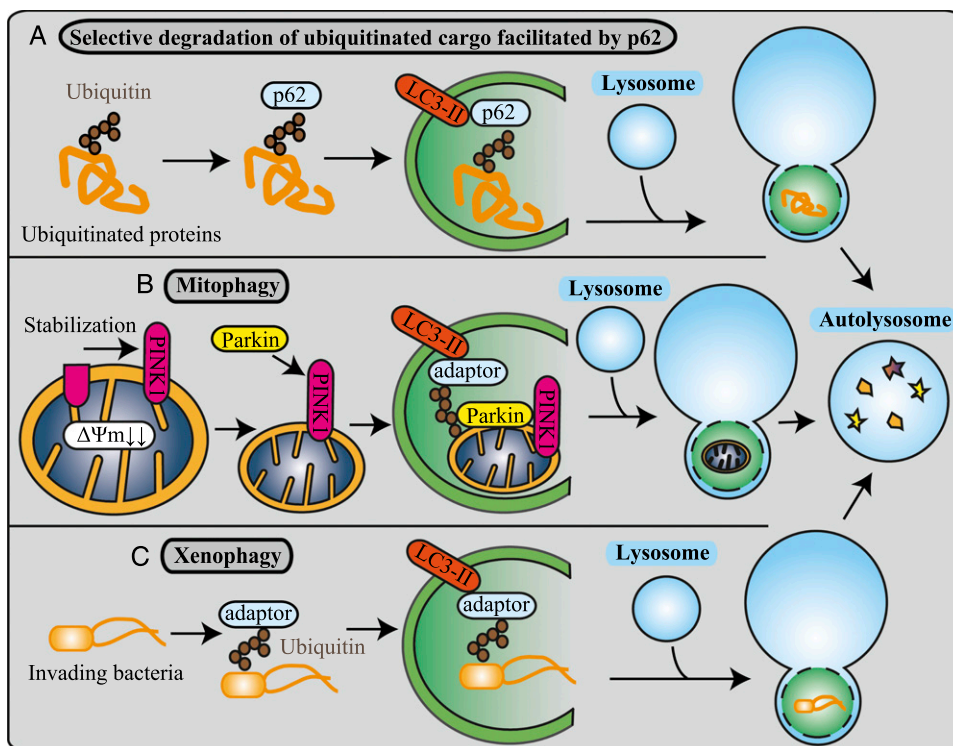 A
Selective degradation of ubiquitinated cargo facilitated by p62
Ubiquitin
p62
LC3-II
p62
Lysosome
Ubiquitinated proteins
B
Mitophagy
Stabilization
PINK1
ΔΨm↓↓
Parkin
PINK1
LC3-II
adaptor
Parkin
PINK1
Lysosome
Autolysosome
C
Xenophagy
Invading bacteria
adaptor
Ubiquitin
LC3-II
adaptor
Lysosome